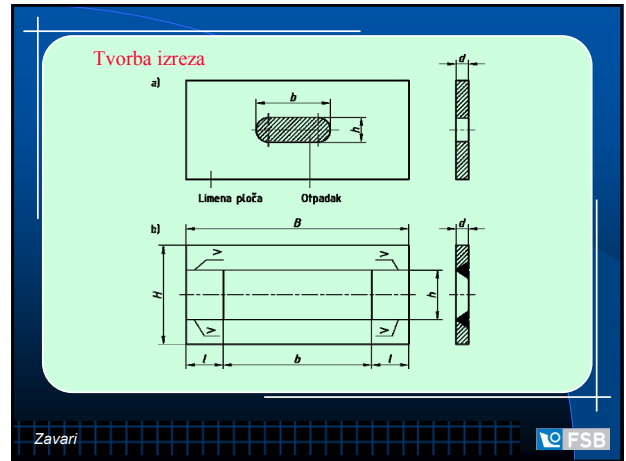 Tvorba izreza
a)
b
h
d
Limena ploča
Otpadak
b)
B
d
V
V
H
h
V
V
l
b
l
Zavari
FSB